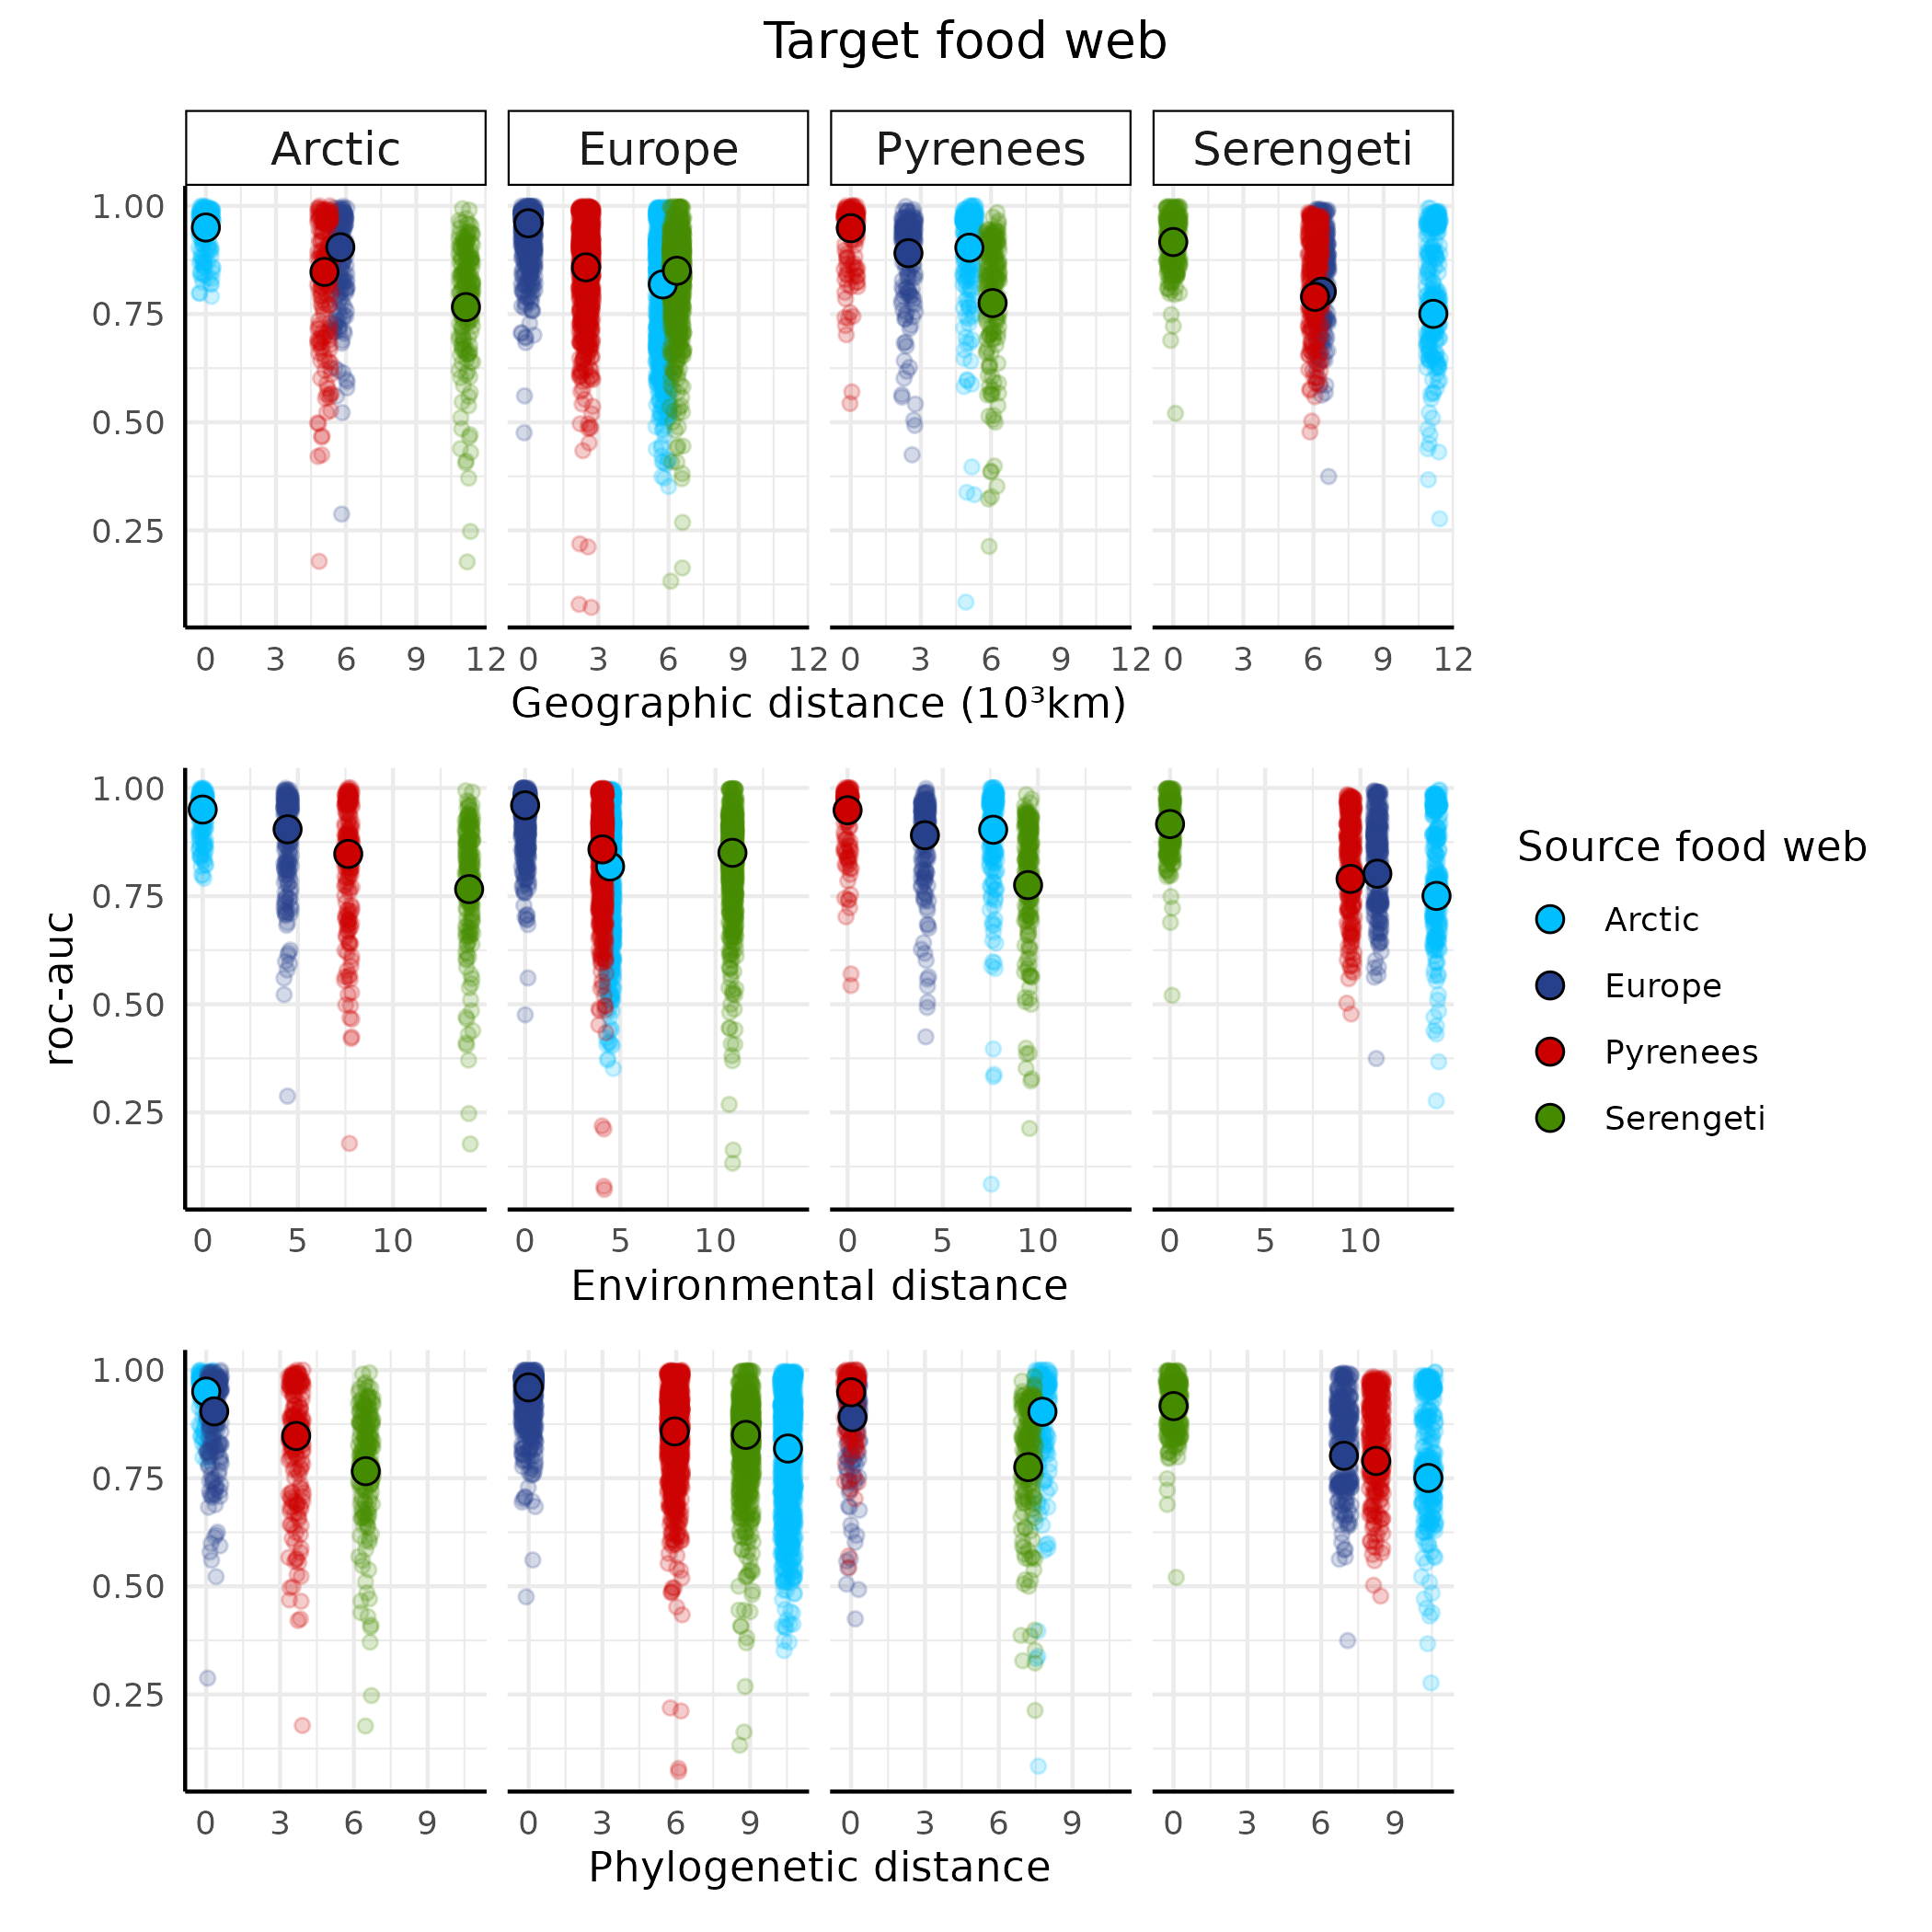 Target food web
Arctic Europe Pyrenees Serengeti
1.00
0.75
0.50
0.25
0 3 6 9 12 0 3 6 9 12 0 3 6 9 12 0 3 6 9 12
Geographic distance (10³km)
1.00
0.75
0.50
0.25
0 5 10 0 5 10 0 5 10 0 5 10
Environmental distance
roc-auc
1.00
0.75
0.50
0.25
0 3 6 9 0 3 6 9 0 3 6 9 0 3 6 9
Phylogenetic distance
Source food web
Arctic
Europe
Pyrenees
Serengeti